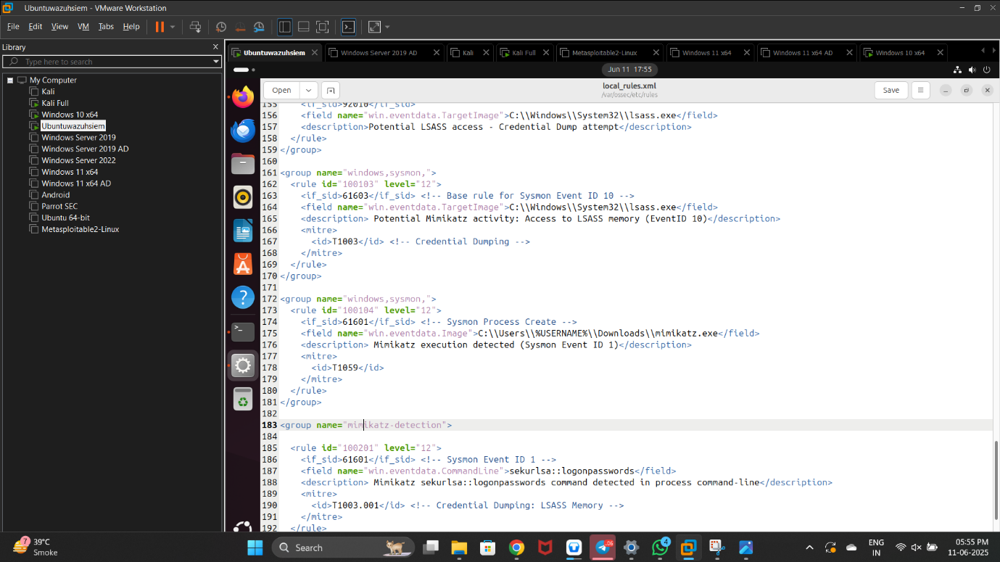 Ubuntuwazuhsiem - VMware Workstation
File Edit View VM Tabs Help
Library
Type here to search
My Computer
Kali
Kali Full
Windows 10 x64
Ubuntuwazuhsiem
Windows Server 2019
Windows Server 2019 AD
Windows Server 2022
Windows 11 x64
Windows 11 x64 AD
Android
Parrot SEC
Ubuntu 64-bit
Metasploitable2-Linux
Ubuntuwazuhsiem Windows Server 2019 AD Kali Kali Full Metasploitable2-Linux Windows 11 x64 Windows 11 x64 AD Windows 10 x64
Jun 11 17:55
Open
local_rules.xml
/var/ossec/etc/rules
Save
155 <if_sid>92010</if_sid>
156 <field name="win.eventdata.TargetImage">C:\\Windows\\System32\\lsass.exe</field>
157 <description>Potential LSASS access - Credential Dump attempt</description>
158 </rule>
159 </group>
160
161 <group name="windows,sysmon,">
162 <rule id="100103" level="12">
163 <if_sid>61603</if_sid> <!-- Base rule for Sysmon Event ID 10 -->
164 <field name="win.eventdata.TargetImage">C:\\Windows\\System32\\lsass.exe</field>
165 <description> Potential Mimikatz activity: Access to LSASS memory (EventID 10)</description>
166 <mitre>
167 <id>T1003</id> <!-- Credential Dumping -->
168 </mitre>
169 </rule>
170 </group>
171
172 <group name="windows,sysmon,">
173 <rule id="100104" level="12">
174 <if_sid>61601</if_sid> <!-- Sysmon Process Create -->
175 <field name="win.eventdata.Image">C:\\Users\\%USERNAME%\\Downloads\\mimikatz.exe</field>
176 <description> Mimikatz execution detected (Sysmon Event ID 1)</description>
177 <mitre>
178 <id>T1059</id>
179 </mitre>
180 </rule>
181 </group>
182
183 <group name="mimikatz-detection">
184
185 <rule id="100201" level="12">
186 <if_sid>61601</if_sid> <!-- Sysmon Event ID 1 -->
187 <field name="win.eventdata.CommandLine">sekurlsa::logonpasswords</field>
188 <description> Mimikatz sekurlsa::logonpasswords command detected in process command-line</description>
189 <mitre>
190 <id>T1003.001</id> <!-- Credential Dumping: LSASS Memory -->
191 </mitre>
192 </rule>
7
39°C
Smoke
Search
4
ENG
IN
05:55 PM
11-06-2025